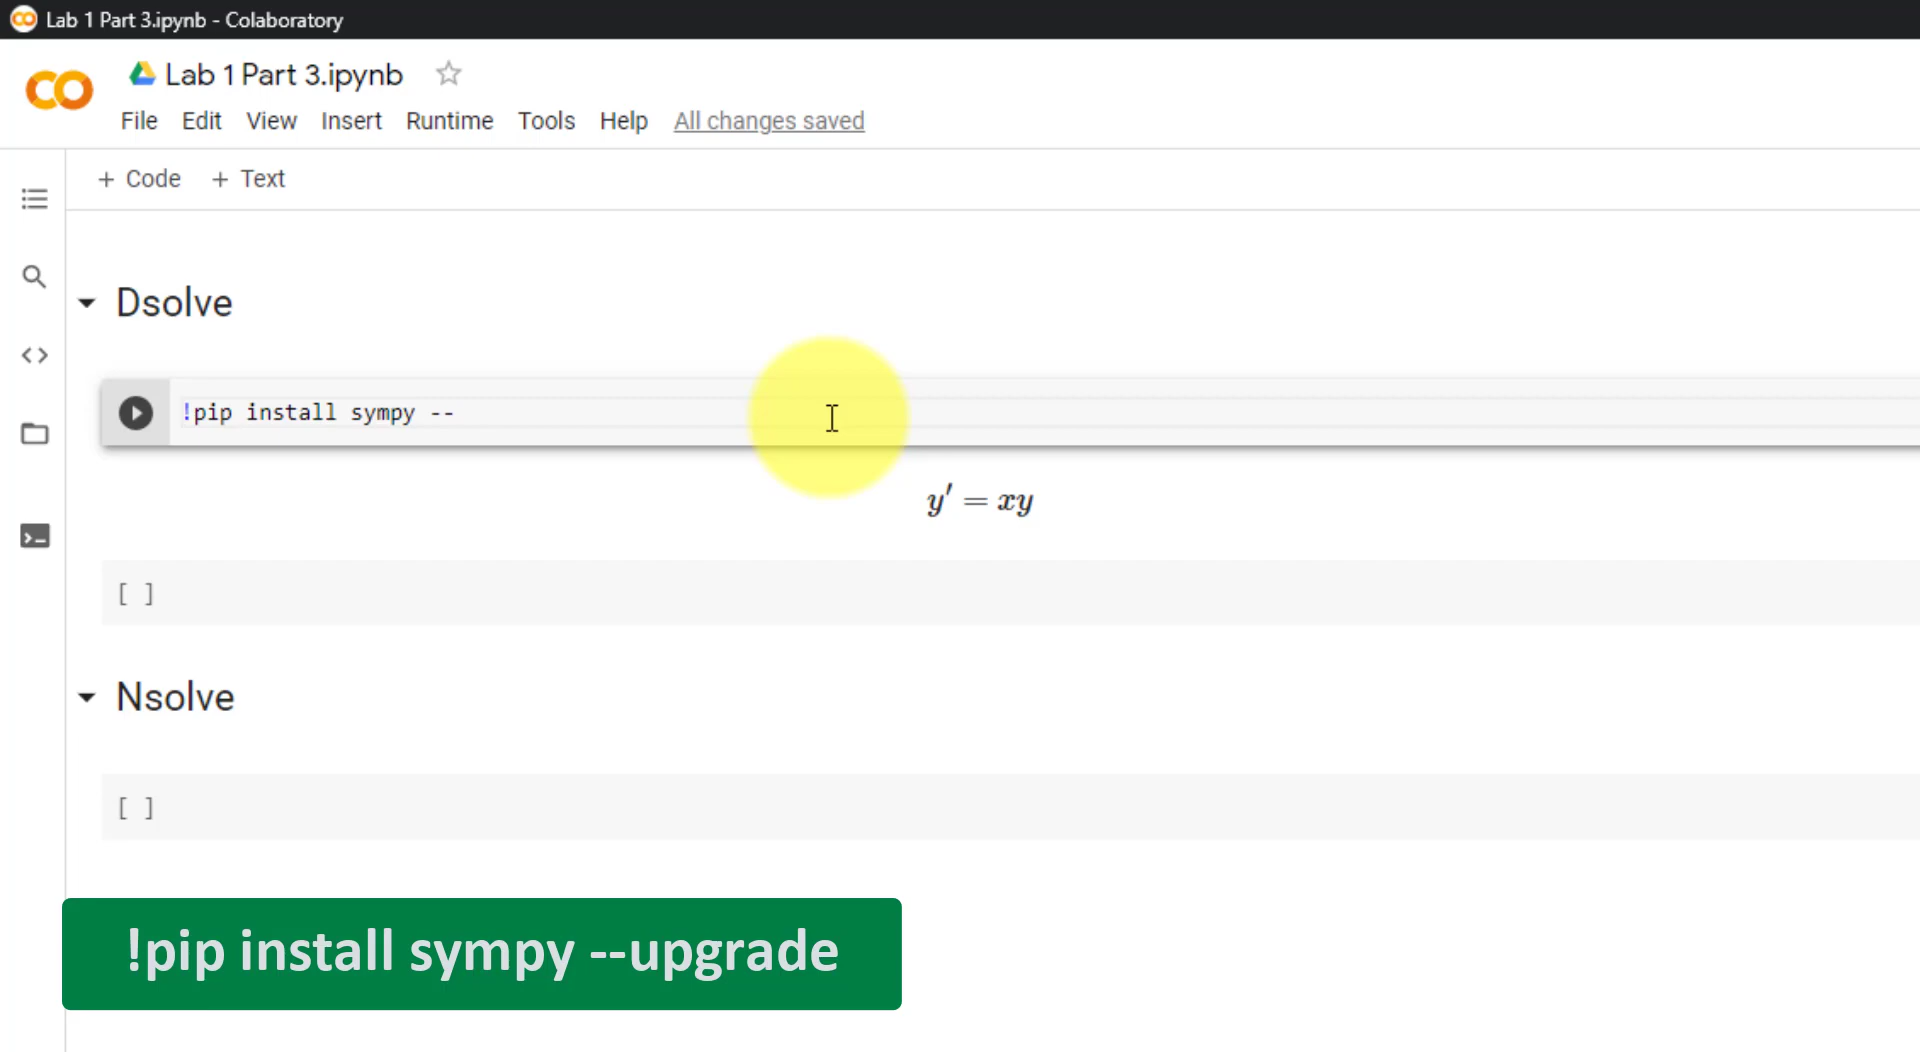 Lab 1 Part 3.ipynb - Colaboratory
Lab 1 Part 3.ipynb
File Edit View Insert Runtime Tools Help All changes saved
+ Code + Text
Dsolve
!pip install sympy --
y′ = xy
[ ]
Nsolve
[ ]
!pip install sympy --upgrade